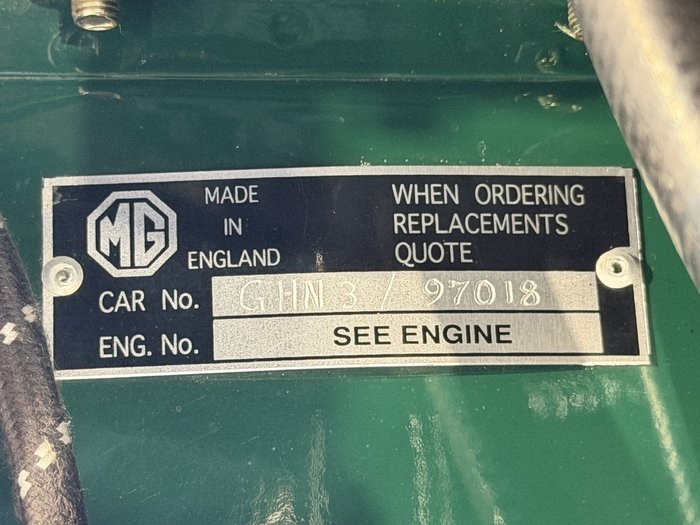 MG
MADE
IN
ENGLAND
WHEN ORDERING
REPLACEMENTS
QUOTE
CAR No. GHN3/97018
ENG. No. SEE ENGINE